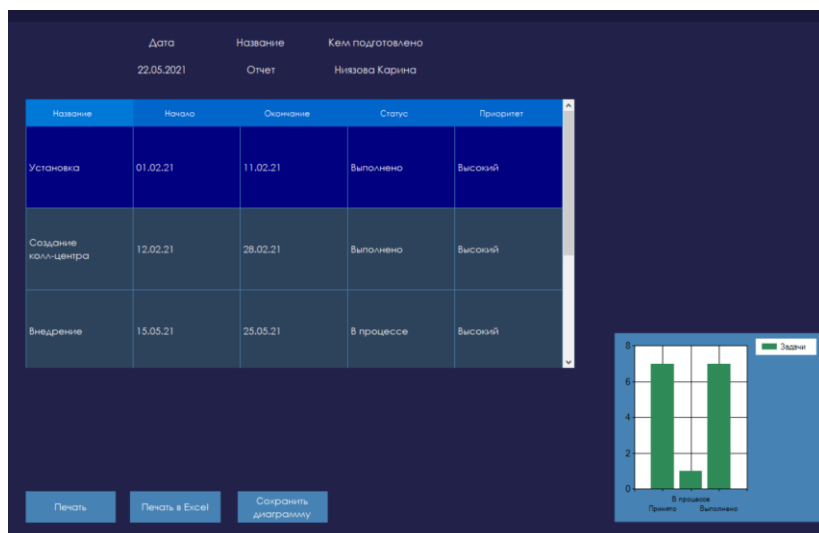 Дата Название Кем подготовлено
22.05.2021 Отчет Ниязова Карина
Название Начало Окончание Статус Приоритет
Установка 01.02.21 11.02.21 Выполнено Высокий
Создание
колл-центра 12.02.21 28.02.21 Выполнено Высокий
Внедрение 15.05.21 25.05.21 В процессе Высокий
8
6
4
2
0
Задачи
В процессе
Принято Выполнено
Печать
Печать в Excel
Сохранить
диаграмму